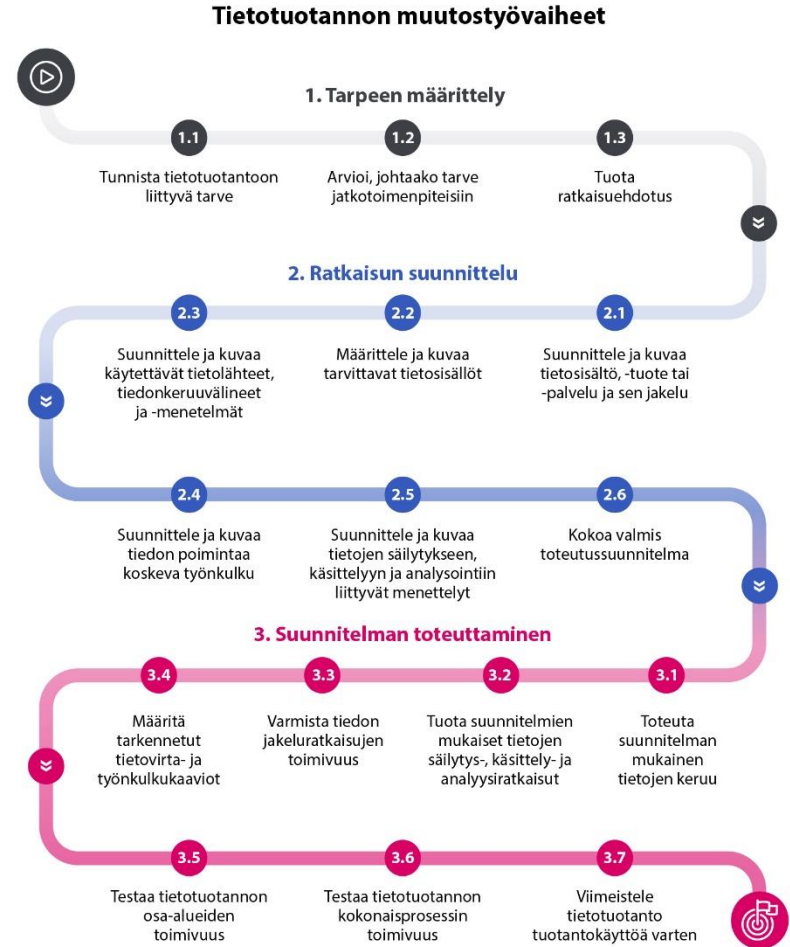 Tietotuotannon muutostyövaiheet
1. Tarpeen määrittely
1.1
Tunnista tietotuotantoon
liittyvä tarve
1.2
Arvioi, johtaako tarve
jatkotoimenpiteisiin
1.3
Tuota
ratkaisuehdotus
2. Ratkaisun suunnittelu
2.1
Suunnittele ja kuvaa
tietosisältö, -tuote tai
-palvelu ja sen jakelu
2.2
Määrittele ja kuvaa
tarvittavat tietosisällöt
2.3
Suunnittele ja kuvaa
käytettävät tietolähteet,
tiedonkeruuvälineet
ja -menetelmät
2.4
Suunnittele ja kuvaa
tiedon poimintaa
koskeva työnkulku
2.5
Suunnittele ja kuvaa
tietojen säilytykseen,
käsittelyyn ja analysointiin
liittyvät menettelyt
2.6
Kokoa valmis
toteutussuunnitelma
3. Suunnitelman toteuttaminen
3.1
Toteuta
suunnitelman
mukainen
tietojen keruu
3.2
Tuota suunnitelmien
mukaiset tietojen
säilytys-, käsittely- ja
analyysiratkaisut
3.3
Varmista tiedon
jakeluratkaisujen
toimivuus
3.4
Määritä
tarkennetut
tietovirta- ja
työnkulkukaaviot
3.5
Testaa tietotuotannon
osa-alueiden
toimivuus
3.6
Testaa tietotuotannon
kokonaisprosessin
toimivuus
3.7
Viimeistele
tietotuotanto
tuotantokäyttöä varten